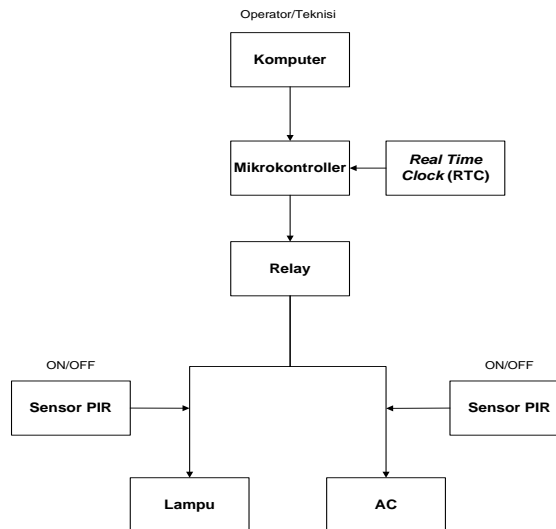 Operator/Teknisi
Komputer
Mikrokontroller
Real Time
Clock (RTC)
Relay
ON/OFF
Sensor PIR
ON/OFF
Sensor PIR
Lampu
AC